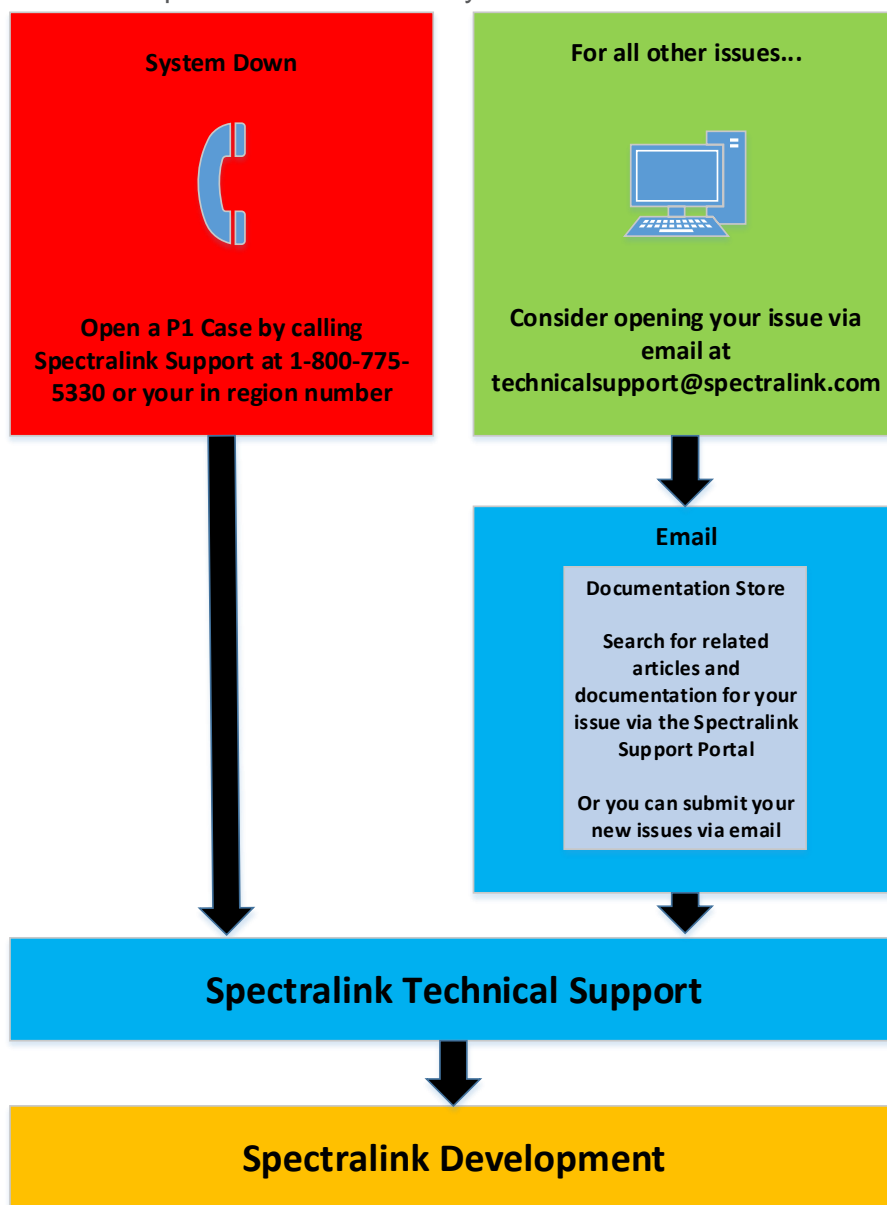 System Down
Open a P1 Case by calling
Spectralink Support at 1-800-775-
5330 or your in region number
For all other issues...
Consider opening your issue via
email at
technicalsupport@spectralink.com
Email
Documentation Store
Search for related
articles and
documentation for your
issue via the Spectralink
Support Portal
Or you can submit your
new issues via email
Spectralink Technical Support
Spectralink Development